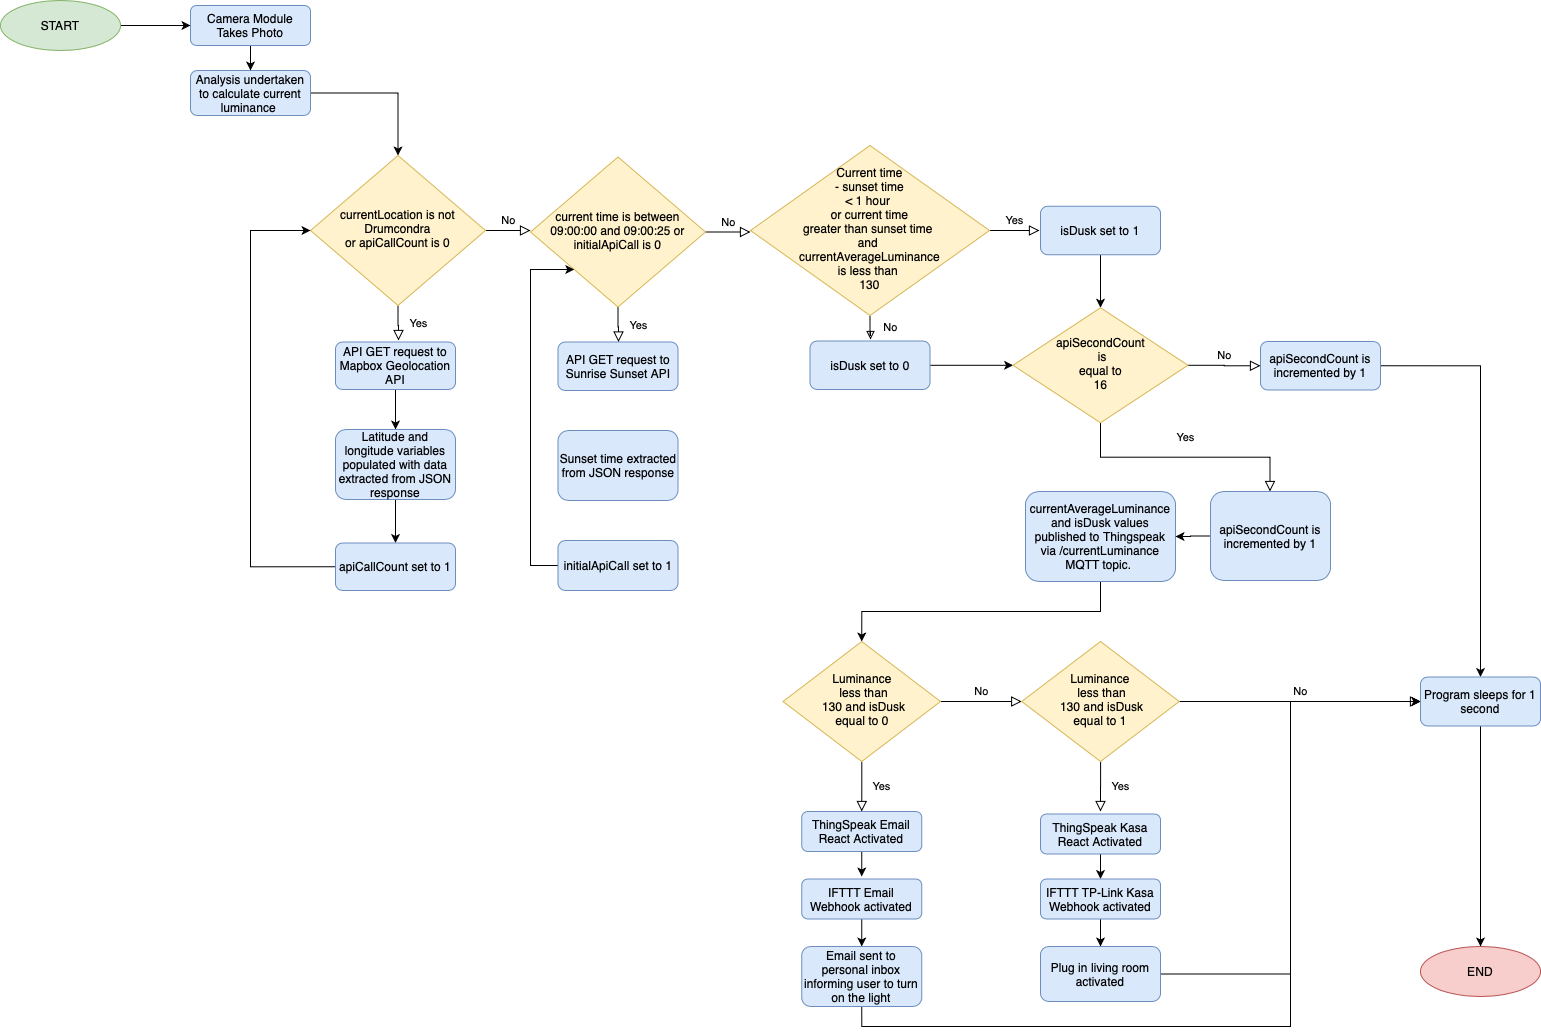 START
Camera Module
Takes Photo
Analysis undertaken
to calculate current
luminance
currentLocation is not
Drumcondra
or apiCallCount is 0
No
current time is between
09:00:00 and 09:00:25 or
initialApiCall is 0
No
Current time
- sunset time
< 1 hour
or current time
greater than sunset time
and
currentAverageLuminance
is less than
130
Yes
isDusk set to 1
Yes
API GET request to
Mapbox Geolocation
API
Latitude and
longitude variables
populated with data
extracted from JSON
response
apiCallCount set to 1
Yes
API GET request to
Sunrise Sunset API
Sunset time extracted
from JSON response
initialApiCall set to 1
No
isDusk set to 0
apiSecondCount
is
equal to
16
No
apiSecondCount is
incremented by 1
Yes
apiSecondCount is
incremented by 1
currentAverageLuminance
and isDusk values
published to Thingspeak
via /currentLuminance
MQTT topic.
Luminance
less than
130 and isDusk
equal to 0
No
Luminance
less than
130 and isDusk
equal to 1
No
Program sleeps for 1
second
Yes
ThingSpeak Email
React Activated
IFTTT Email
Webhook activated
Email sent to
personal inbox
informing user to turn
on the light
Yes
ThingSpeak Kasa
React Activated
IFTTT TP-Link Kasa
Webhook activated
Plug in living room
activated
END